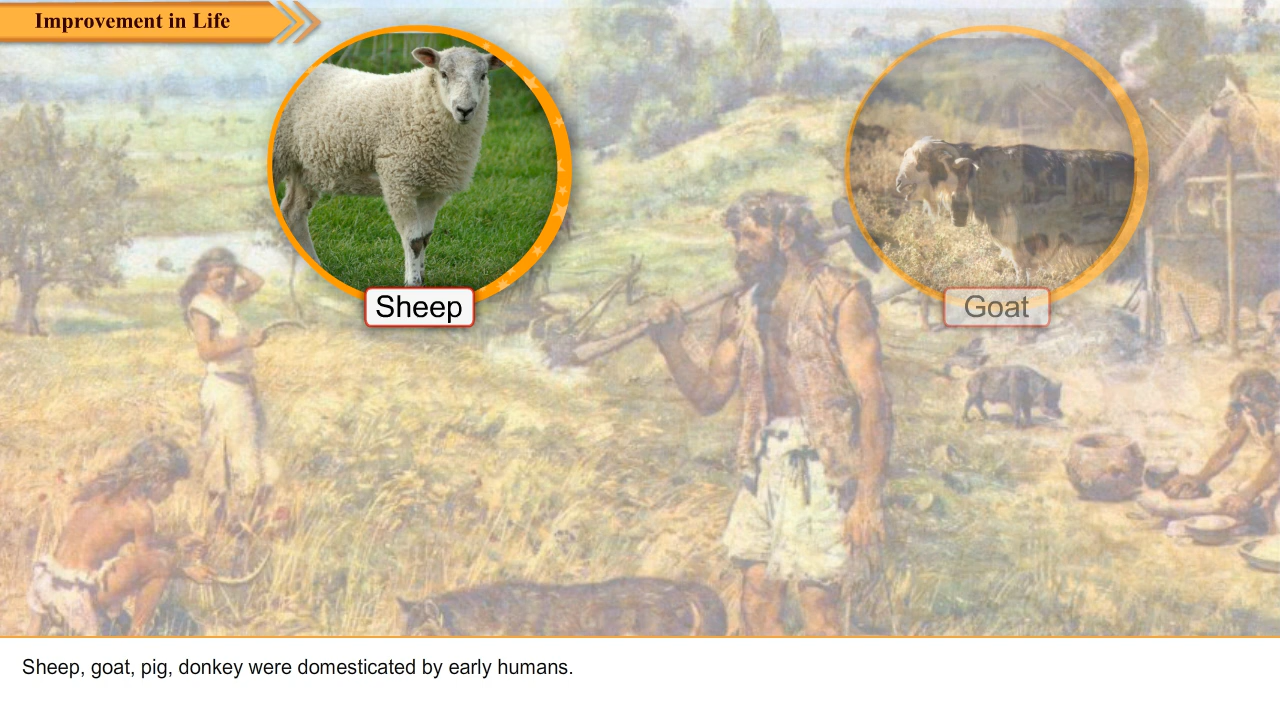 Improvement in Life
Sheep
Goat
Sheep, goat, pig, donkey were domesticated by early humans.